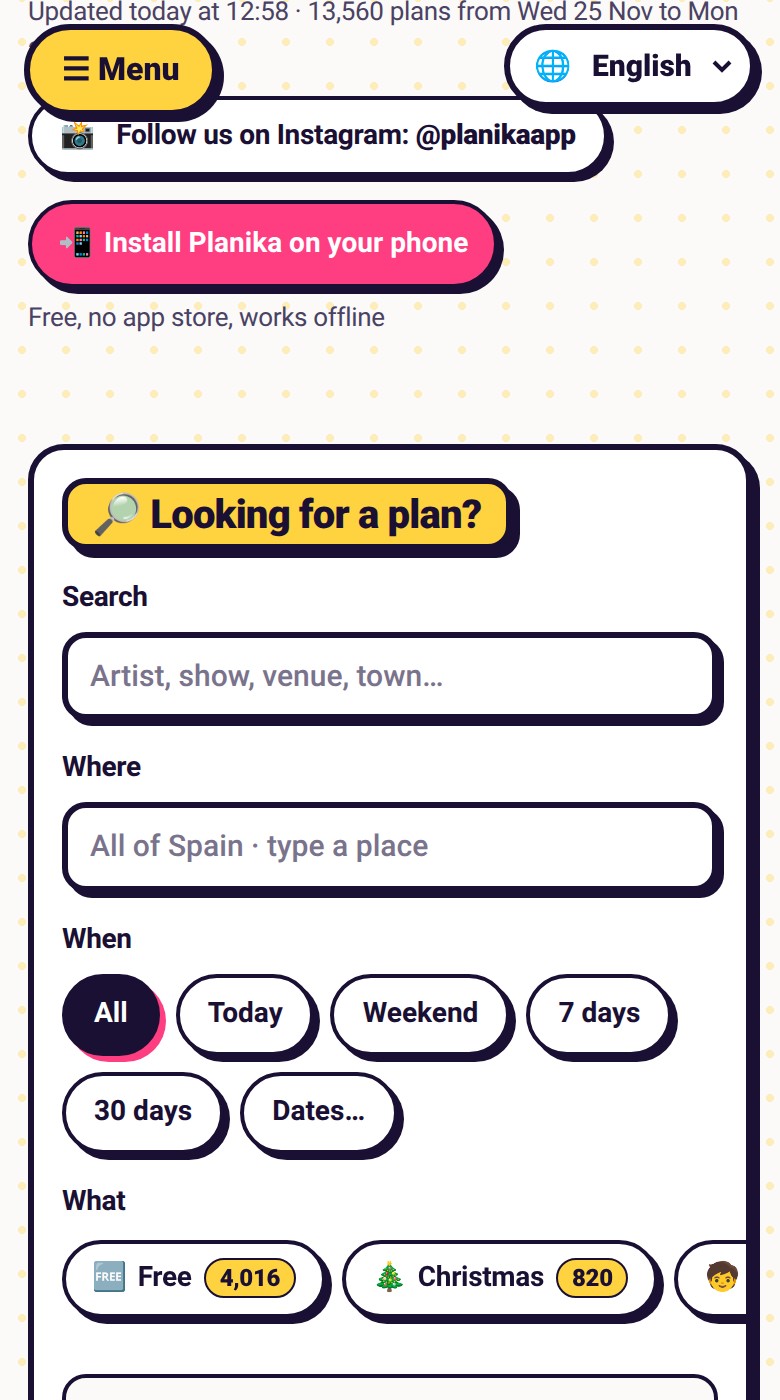 Updated today at 12:58 · 13,560 plans from Wed 25 Nov to Mon
☰ Menu
English
Follow us on Instagram: @planikaapp
Install Planika on your phone
Free, no app store, works offline
Looking for a plan?
Search
Artist, show, venue, town…
Where
All of Spain · type a place
When
All Today Weekend 7 days
30 days Dates…
What
FREE Free 4,016 Christmas 820